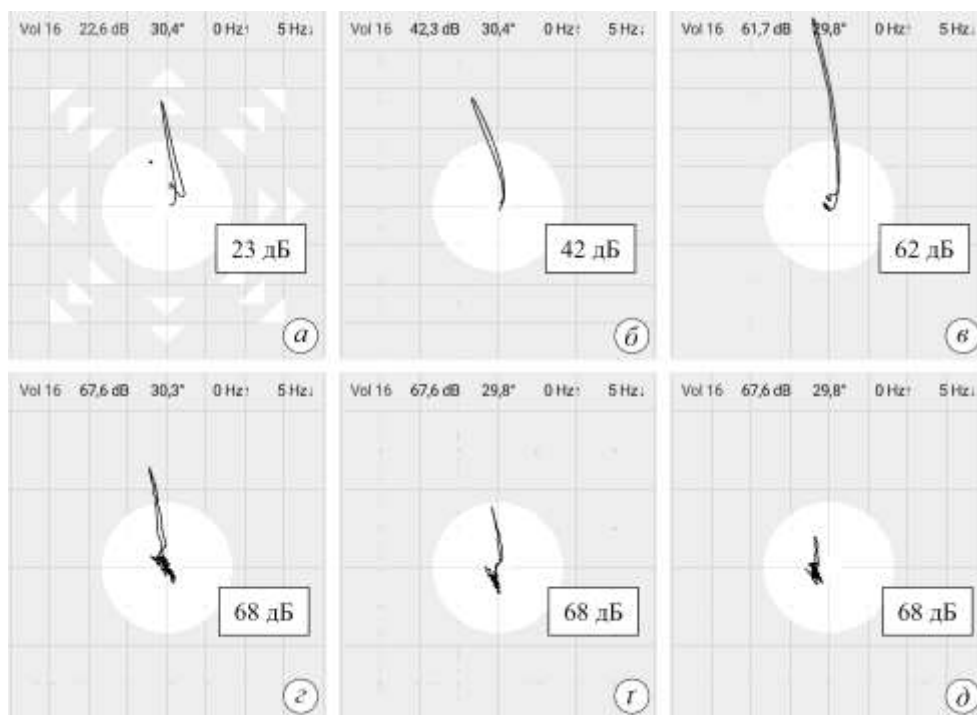 Vol 16 22,6 dB 30,4° 0 Hz↑ 5 Hz↓
23 дБ
а
Vol 16 42,3 dB 30,4° 0 Hz↑ 5 Hz↓
42 дБ
б
Vol 16 61,7 dB 29,8° 0 Hz↑ 5 Hz↓
62 дБ
в
Vol 16 67,6 dB 30,3° 0 Hz↑ 5 Hz↓
68 дБ
г
Vol 16 67,6 dB 29,8° 0 Hz↑ 5 Hz↓
68 дБ
ґ
Vol 16 67,6 dB 29,8° 0 Hz↑ 5 Hz↓
68 дБ
д